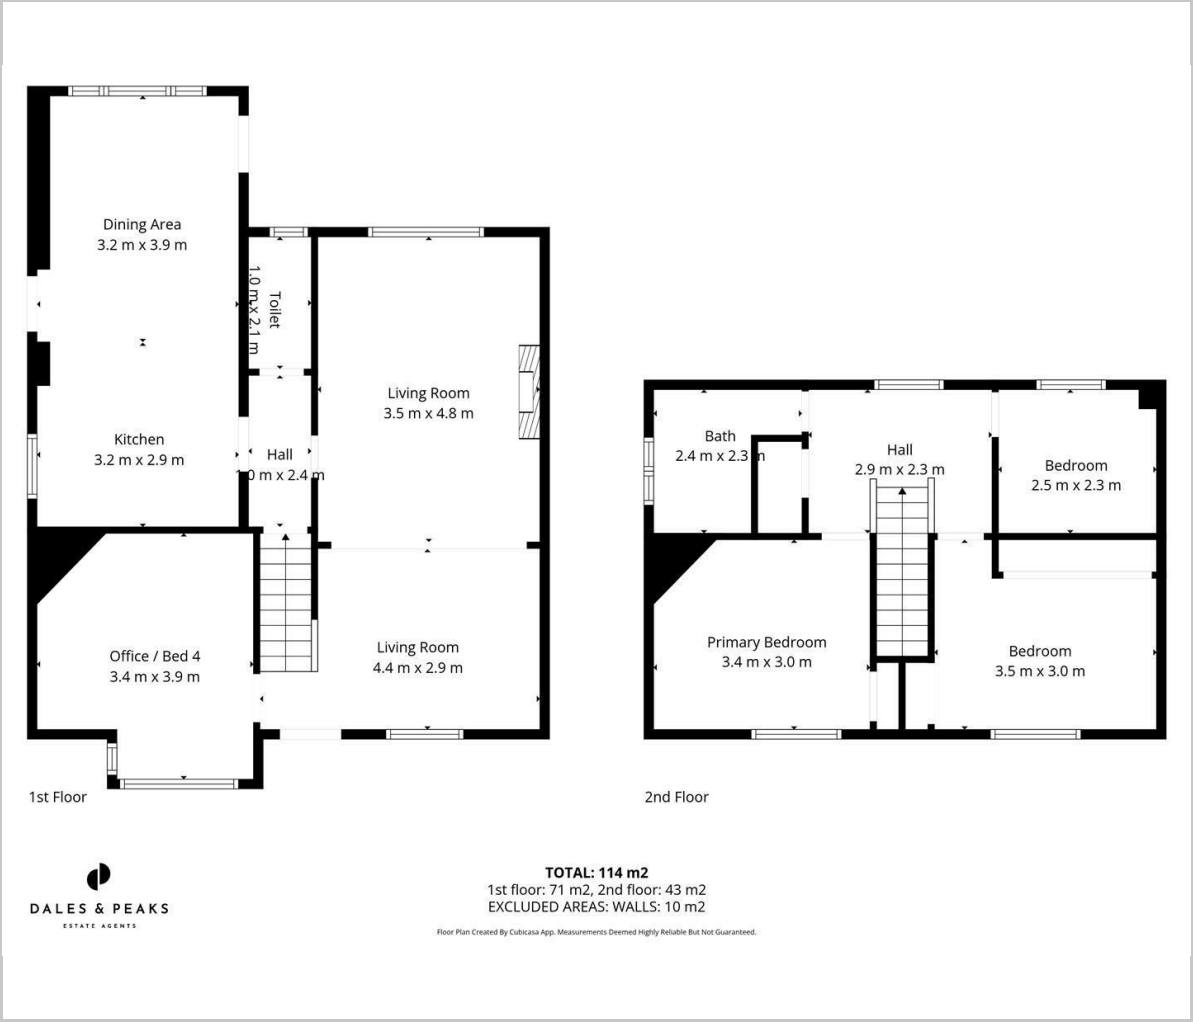 Dining Area
3.2 m x 3.9 m
Toilet
1.0 m x 2.1 m
Living Room
3.5 m x 4.8 m
Kitchen
3.2 m x 2.9 m
Hall
0 m x 2.4 m
Office / Bed 4
3.4 m x 3.9 m
Living Room
4.4 m x 2.9 m
1st Floor
Bath
2.4 m x 2.3 m
Hall
2.9 m x 2.3 m
Bedroom
2.5 m x 2.3 m
Primary Bedroom
3.4 m x 3.0 m
Bedroom
3.5 m x 3.0 m
2nd Floor
DALES & PEAKS
ESTATE AGENTS
TOTAL: 114 m2
1st floor: 71 m2, 2nd floor: 43 m2
EXCLUDED AREAS: WALLS: 10 m2
Floor Plan Created By Cubicasa App. Measurements Deemed Highly Reliable But Not Guaranteed.